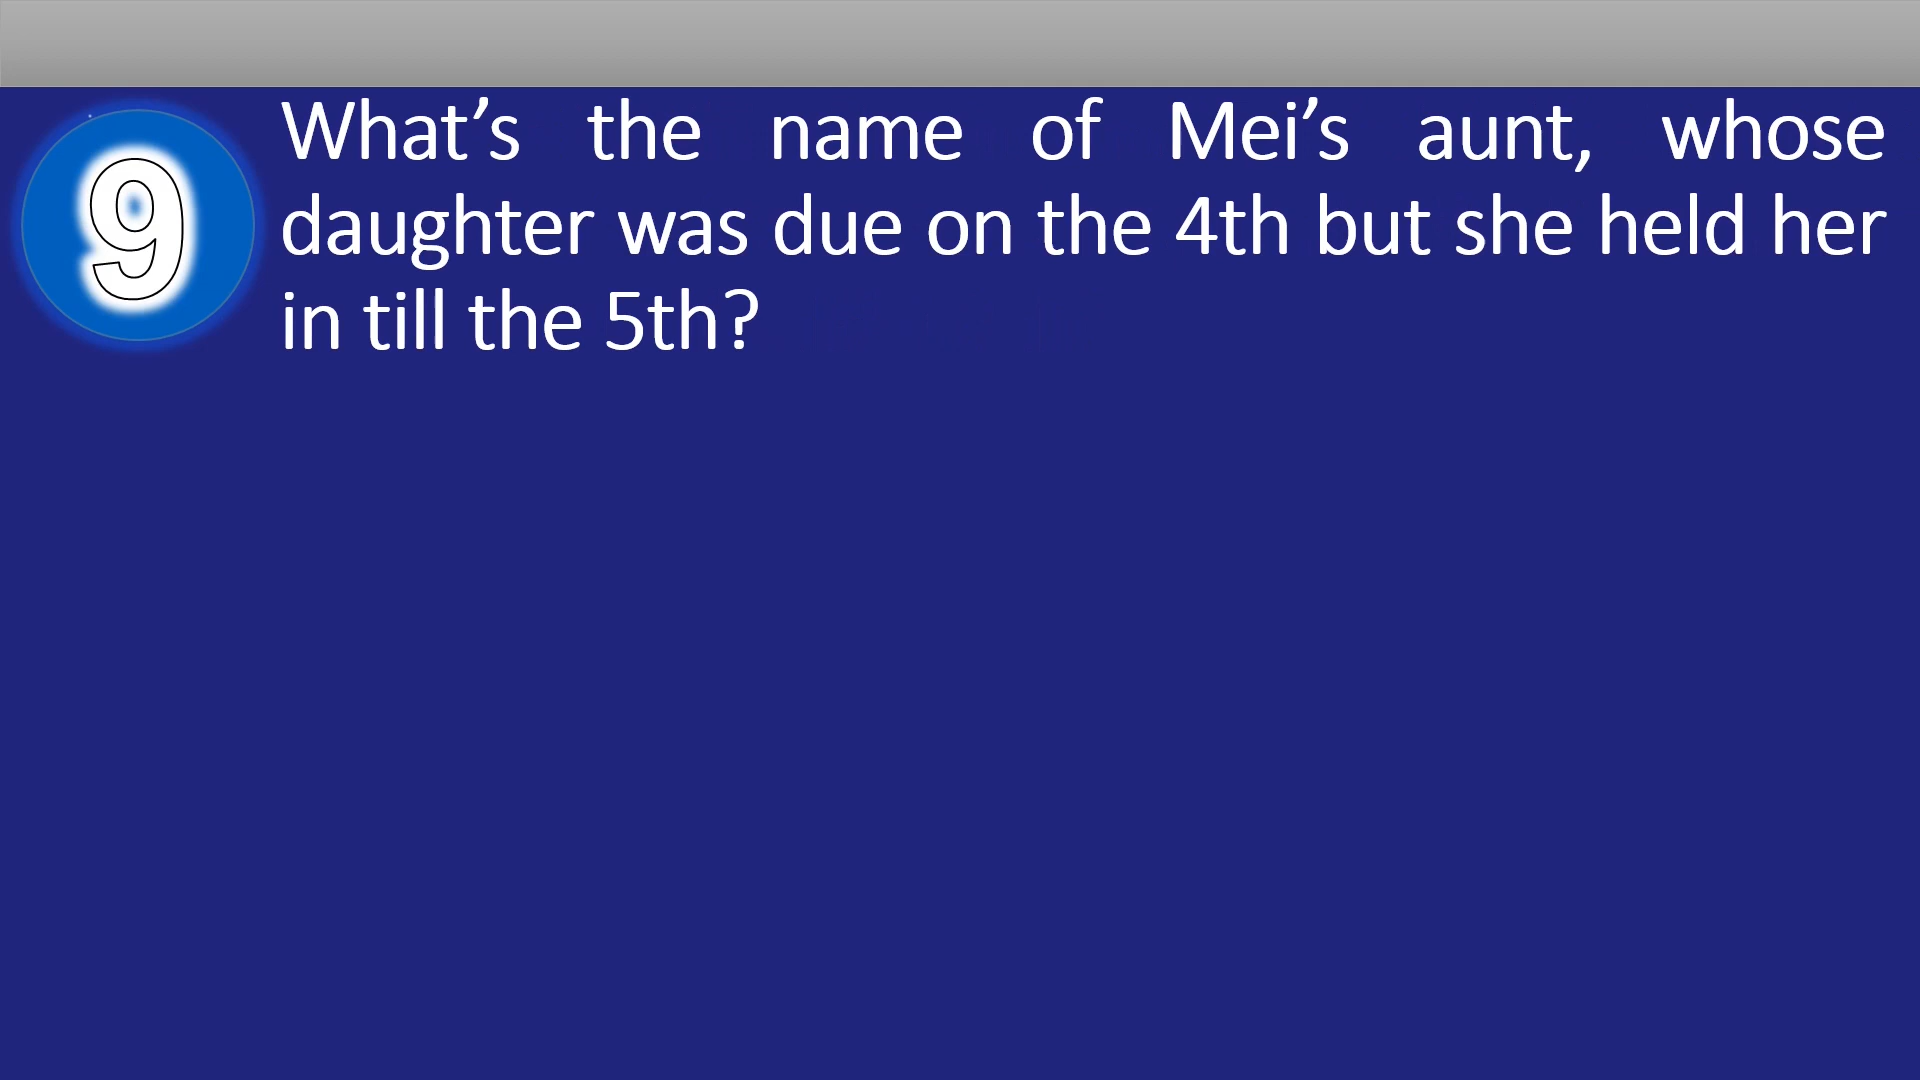 9
What’s the name of Mei’s aunt, whose
daughter was due on the 4th but she held her
in till the 5th?